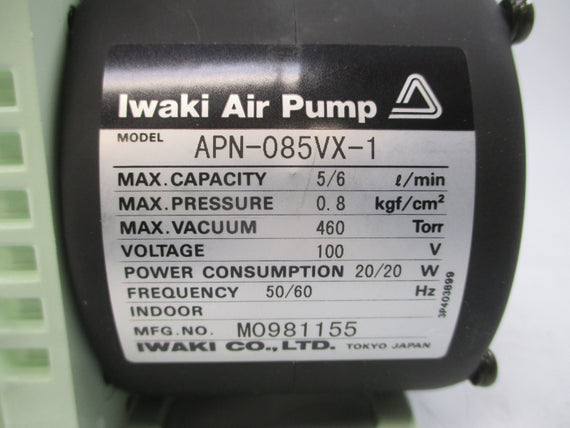 Iwaki Air Pump
MODEL APN-085VX-1
MAX.CAPACITY 5/6 ℓ/min
MAX.PRESSURE 0.8 kgf/cm²
MAX.VACUUM 460 Torr
VOLTAGE 100 V
POWER CONSUMPTION 20/20 W
FREQUENCY 50/60 Hz
INDOOR
MFG.NO. M0981155
IWAKI CO.,LTD. TOKYO JAPAN
3P403899